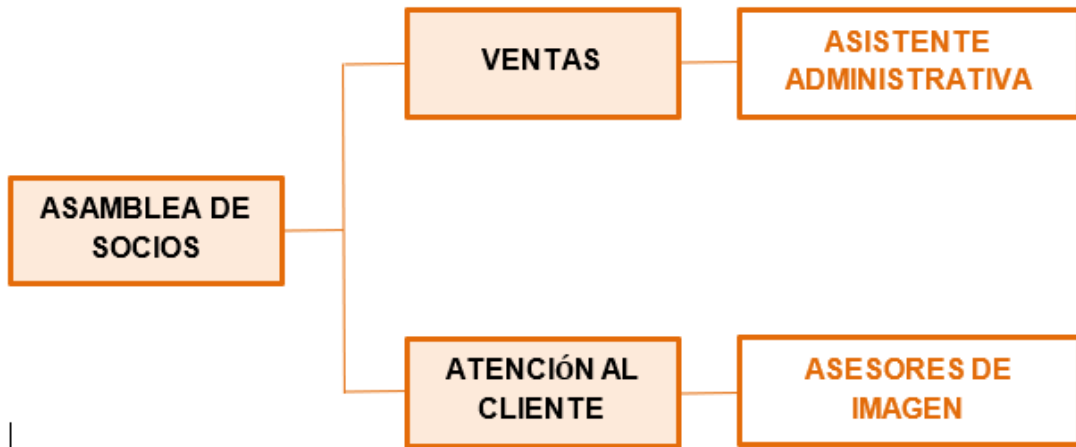 VENTAS
ASISTENTE
ADMINISTRATIVA
ASAMBLEA DE
SOCIOS
ATENCIóN AL
CLIENTE
ASESORES DE
IMAGEN